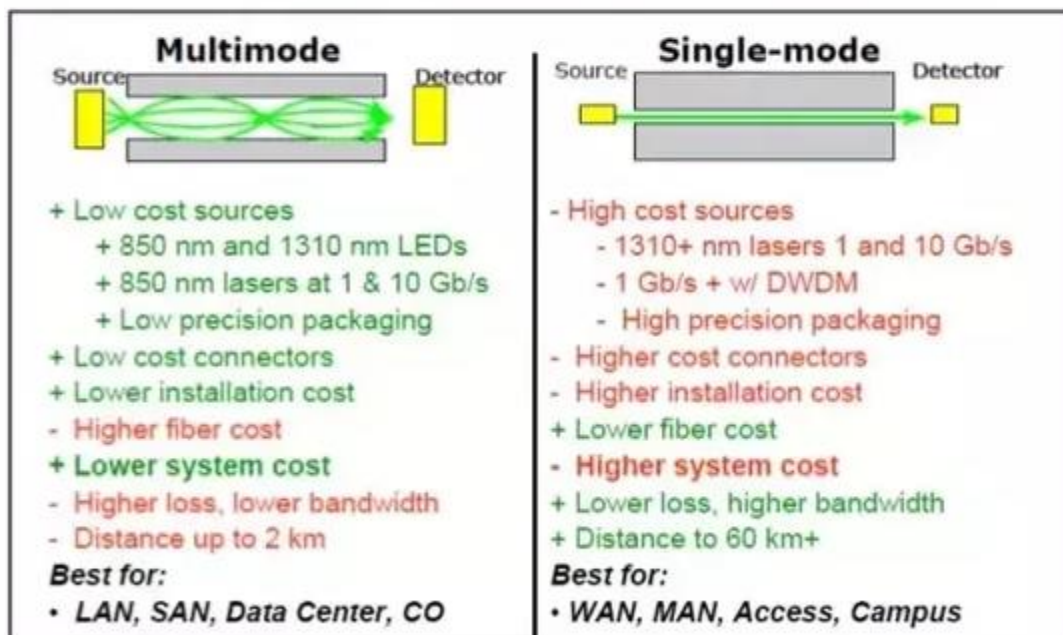 Multimode
Source
Detector
+ Low cost sources
+ 850 nm and 1310 nm LEDs
+ 850 nm lasers at 1 & 10 Gb/s
+ Low precision packaging
+ Low cost connectors
+ Lower installation cost
- Higher fiber cost
+ Lower system cost
- Higher loss, lower bandwidth
- Distance up to 2 km
Best for:
• LAN, SAN, Data Center, CO
Single-mode
Source
Detector
- High cost sources
- 1310+ nm lasers 1 and 10 Gb/s
- 1 Gb/s + w/ DWDM
- High precision packaging
- Higher cost connectors
- Higher installation cost
+ Lower fiber cost
- Higher system cost
+ Lower loss, higher bandwidth
+ Distance to 60 km+
Best for:
• WAN, MAN, Access, Campus